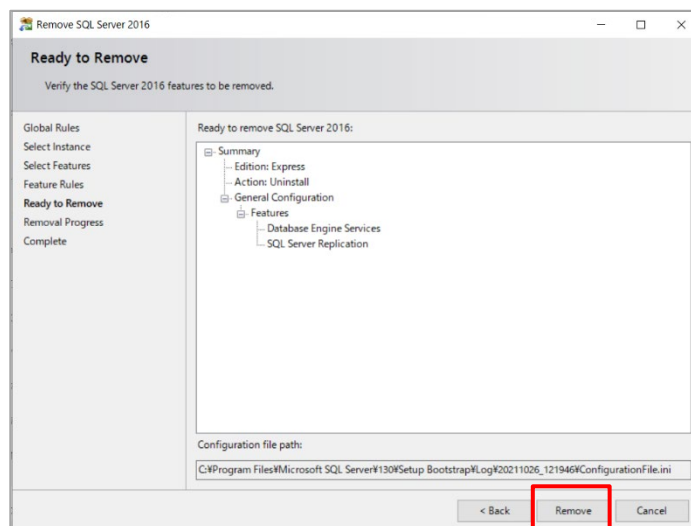 Remove SQL Server 2016
Ready to Remove
Verify the SQL Server 2016 features to be removed.
Global Rules
Select Instance
Select Features
Feature Rules
Ready to Remove
Removal Progress
Complete
Ready to remove SQL Server 2016:
Summary
Edition: Express
Action: Uninstall
General Configuration
Features
Database Engine Services
SQL Server Replication
Configuration file path:
C:¥Program Files¥Microsoft SQL Server¥130¥Setup Bootstrap¥Log¥20211026_121946¥ConfigurationFile.ini
< Back Remove Cancel